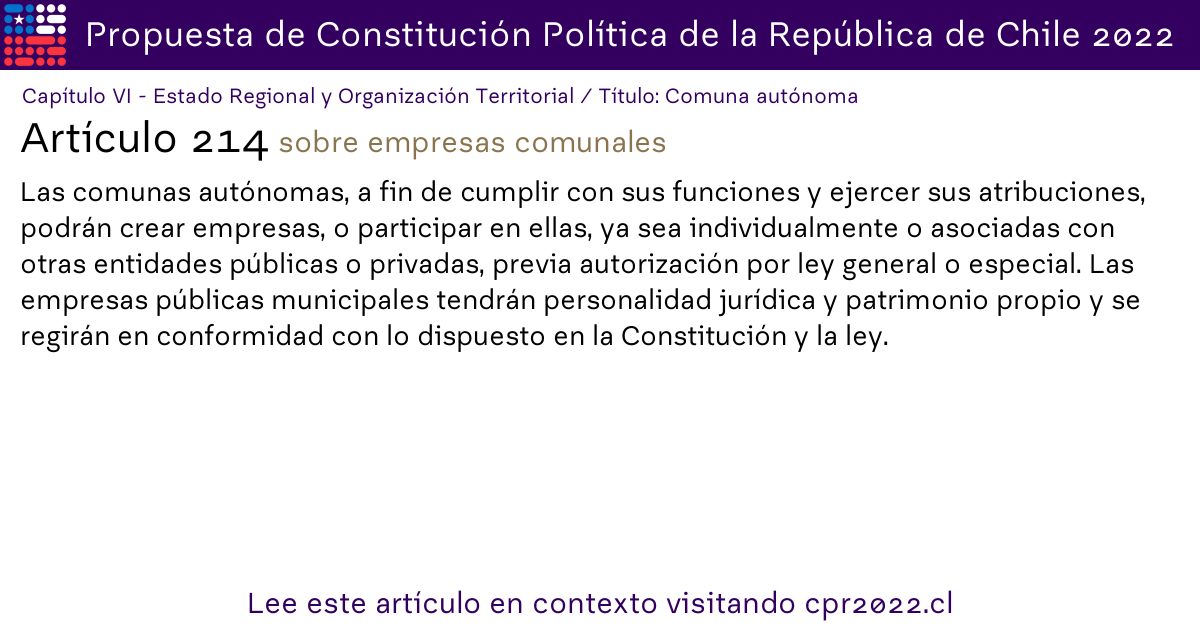 Propuesta de Constitución Política de la República de Chile 2022
Capítulo VI - Estado Regional y Organización Territorial / Título: Comuna autónoma
Artículo 214 sobre empresas comunales
Las comunas autónomas, a fin de cumplir con sus funciones y ejercer sus atribuciones,
podrán crear empresas, o participar en ellas, ya sea individualmente o asociadas con
otras entidades públicas o privadas, previa autorización por ley general o especial. Las
empresas públicas municipales tendrán personalidad jurídica y patrimonio propio y se
regirán en conformidad con lo dispuesto en la Constitución y la ley.
Lee este artículo en contexto visitando cpr2022.cl